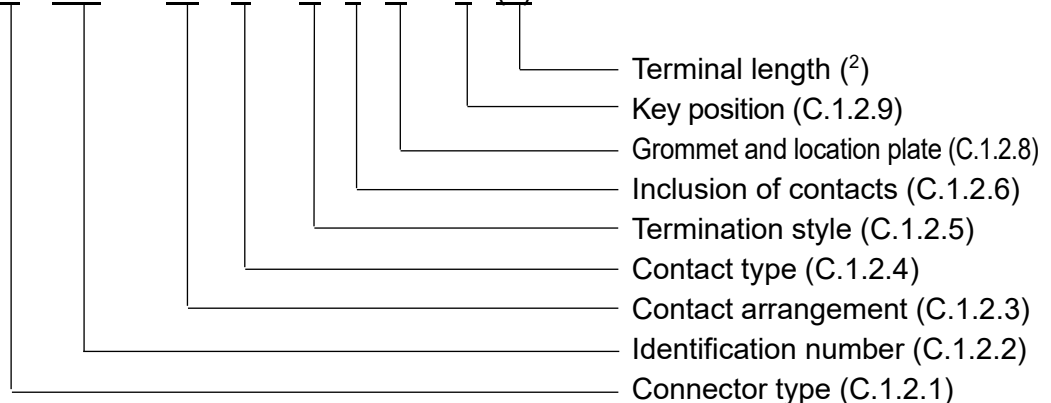 Terminal length (²)
Key position (C.1.2.9)
Grommet and location plate (C.1.2.8)
Inclusion of contacts (C.1.2.6)
Termination style (C.1.2.5)
Contact type (C.1.2.4)
Contact arrangement (C.1.2.3)
Identification number (C.1.2.2)
Connector type (C.1.2.1)